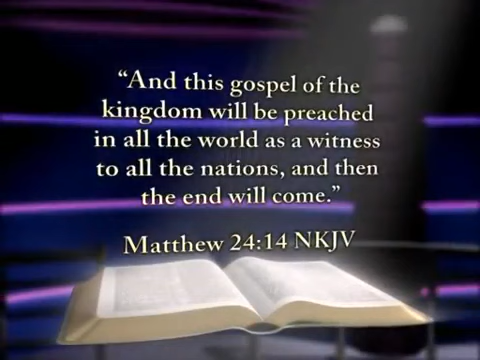 “And this gospel of the
kingdom will be preached
in all the world as a witness
to all the nations, and then
the end will come.”
Matthew 24:14 NKJV